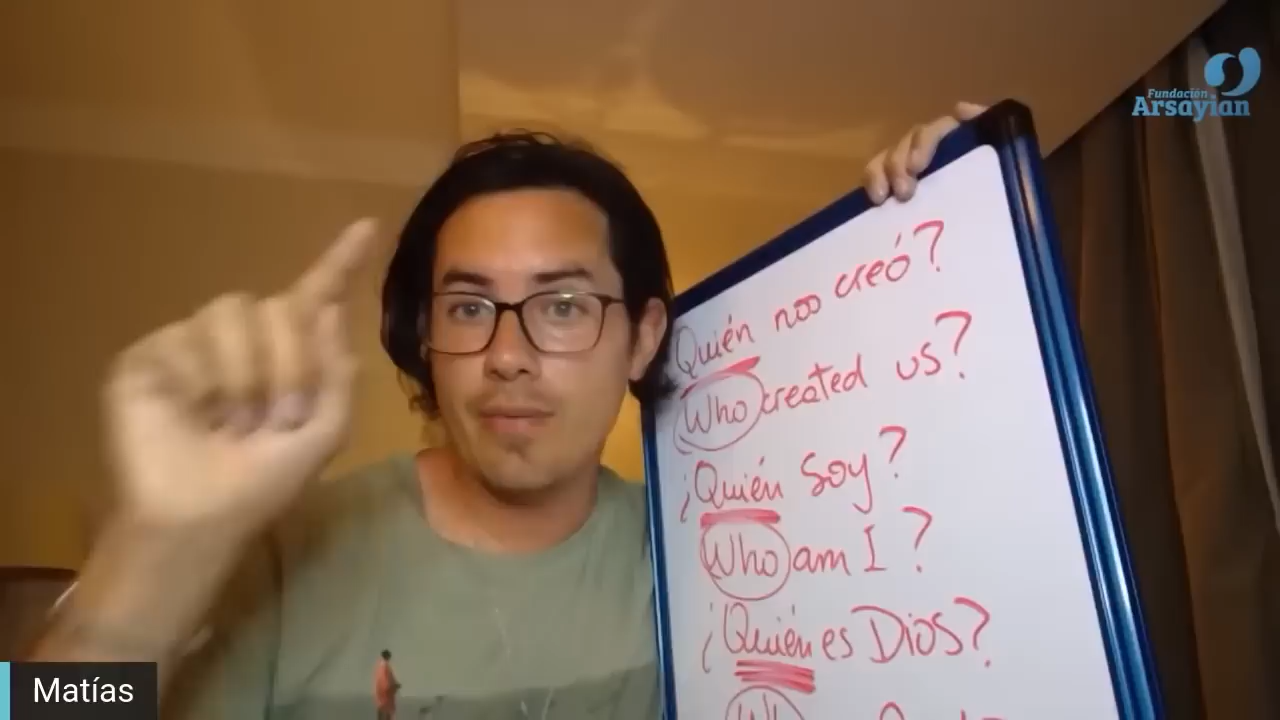 Fundación
Arsayian
Quién nos creó?
Who created us?
¿Quién Soy?
Who am I?
¿Quién es Dios?
Matías